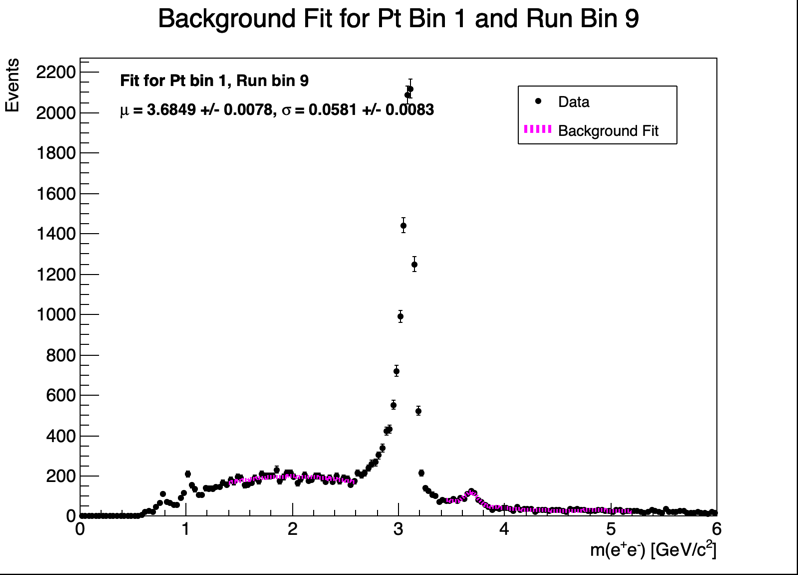 Background Fit for Pt Bin 1 and Run Bin 9
Events
2200
2000
1800
1600
1400
1200
1000
800
600
400
200
0
Fit for Pt bin 1, Run bin 9
μ = 3.6849 +/- 0.0078, σ = 0.0581 +/- 0.0083
Data
Background Fit
0 1 2 3 4 5 6
m(e⁺e⁻) [GeV/c²]